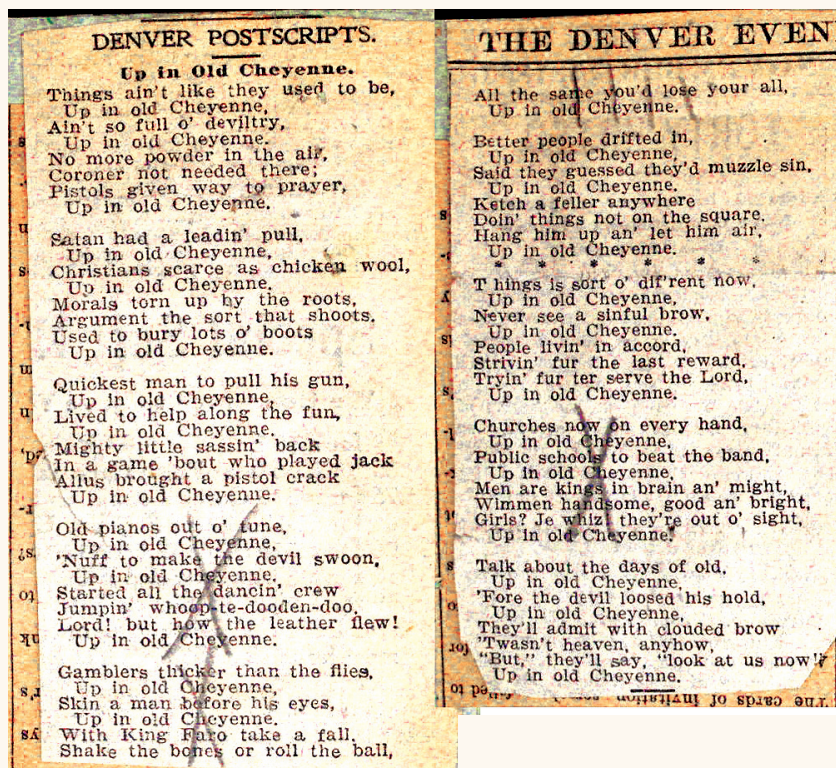 DENVER POSTSCRIPTS.
Up in Old Cheyenne.
Things ain't like they used to be,
Up in old Cheyenne,
Ain't so full o' deviltry,
Up in old Cheyenne.
No more powder in the air,
Coroner not needed there;
Pistols given way to prayer,
Up in old Cheyenne.
Satan had a leadin' pull,
Up in old Cheyenne,
Christians scarce as chicken wool,
Up in old Cheyenne.
Morals torn up by the roots,
Argument the sort that shoots.
Used to bury lots o' boots
Up in old Cheyenne.
Quickest man to pull his gun,
Up in old Cheyenne,
Lived to help along the fun,
Up in old Cheyenne.
Mighty little sassin' back
In a game 'bout who played jack
Allus brought a pistol crack
Up in old Cheyenne.
Old pianos out o' tune,
Up in old Cheyenne,
'Nuff to make the devil swoon,
Up in old Cheyenne.
Started all the dancin' crew
Jumpin' whoop-te-dooden-doo,
Lord! but how the leather flew!
Up in old Cheyenne.
Gamblers thicker than the flies,
Up in old Cheyenne,
Skin a man before his eyes,
Up in old Cheyenne.
With King Faro take a fall.
Shake the bones or roll the ball,
THE DENVER EVEN
All the same you'd lose your all,
Up in old Cheyenne.
Better people drifted in,
Up in old Cheyenne,
Said they guessed they'd muzzle sin,
Up in old Cheyenne.
Ketch a feller anywhere
Doin' things not on the square,
Hang him up an' let him air,
Up in old Cheyenne.
* * * * * *
T hings is sort o' dif'rent now,
Up in old Cheyenne,
Never see a sinful brow,
Up in old Cheyenne.
People livin' in accord,
Strivin' fur the last reward,
Tryin' fur ter serve the Lord,
Up in old Cheyenne.
Churches now on every hand,
Up in old Cheyenne,
Public schools to beat the band,
Up in old Cheyenne,
Men are kings in brain an' might,
Wimmen handsome, good an' bright,
Girls? Je whiz! they're out o' sight,
Up in old Cheyenne!
Talk about the days of old,
Up in old Cheyenne,
'Fore the devil loosed his hold,
Up in old Cheyenne,
They'll admit with clouded brow
'Twasn't heaven, anyhow,
"But," they'll say, "look at us now!"
Up in old Cheyenne.
The cards of invitation